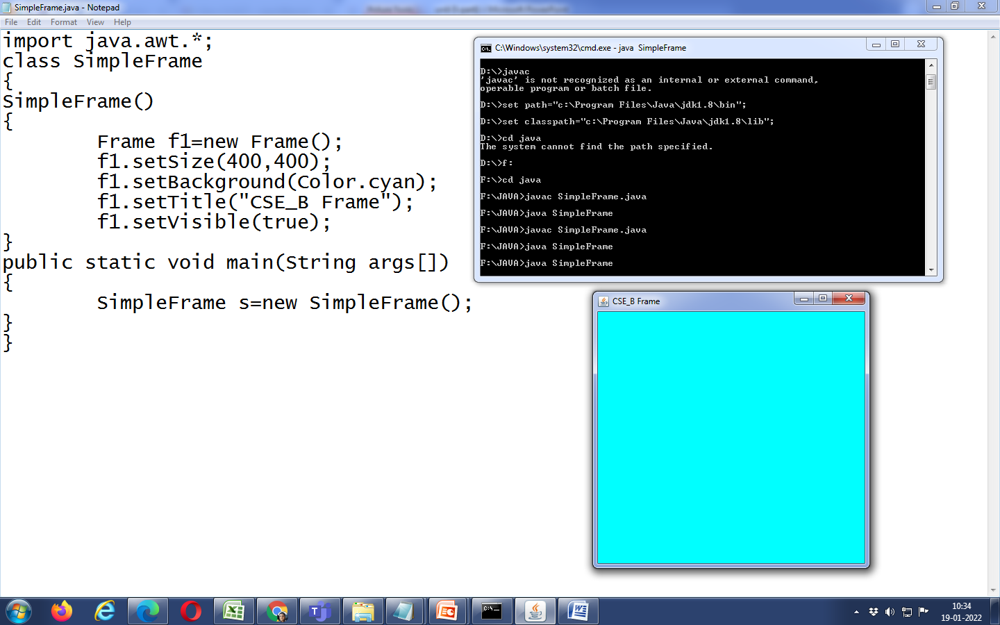 SimpleFrame.java - Notepad
File Edit Format View Help
import java.awt.*;
class SimpleFrame
{
SimpleFrame()
{
Frame f1=new Frame();
f1.setSize(400,400);
f1.setBackground(Color.cyan);
f1.setTitle("CSE_B Frame");
f1.setVisible(true);
}
public static void main(String args[])
{
SimpleFrame s=new SimpleFrame();
}
}
C:\Windows\system32\cmd.exe - java SimpleFrame
D:\>javac
'javac' is not recognized as an internal or external command,
operable program or batch file.
D:\>set path="c:\Program Files\Java\jdk1.8\bin";
D:\>set classpath="c:\Program Files\Java\jdk1.8\lib";
D:\>cd java
The system cannot find the path specified.
D:\>f:
F:\>cd java
F:\JAVA>javac SimpleFrame.java
F:\JAVA>java SimpleFrame
F:\JAVA>javac SimpleFrame.java
F:\JAVA>java SimpleFrame
F:\JAVA>java SimpleFrame
CSE_B Frame
10:34
19-01-2022